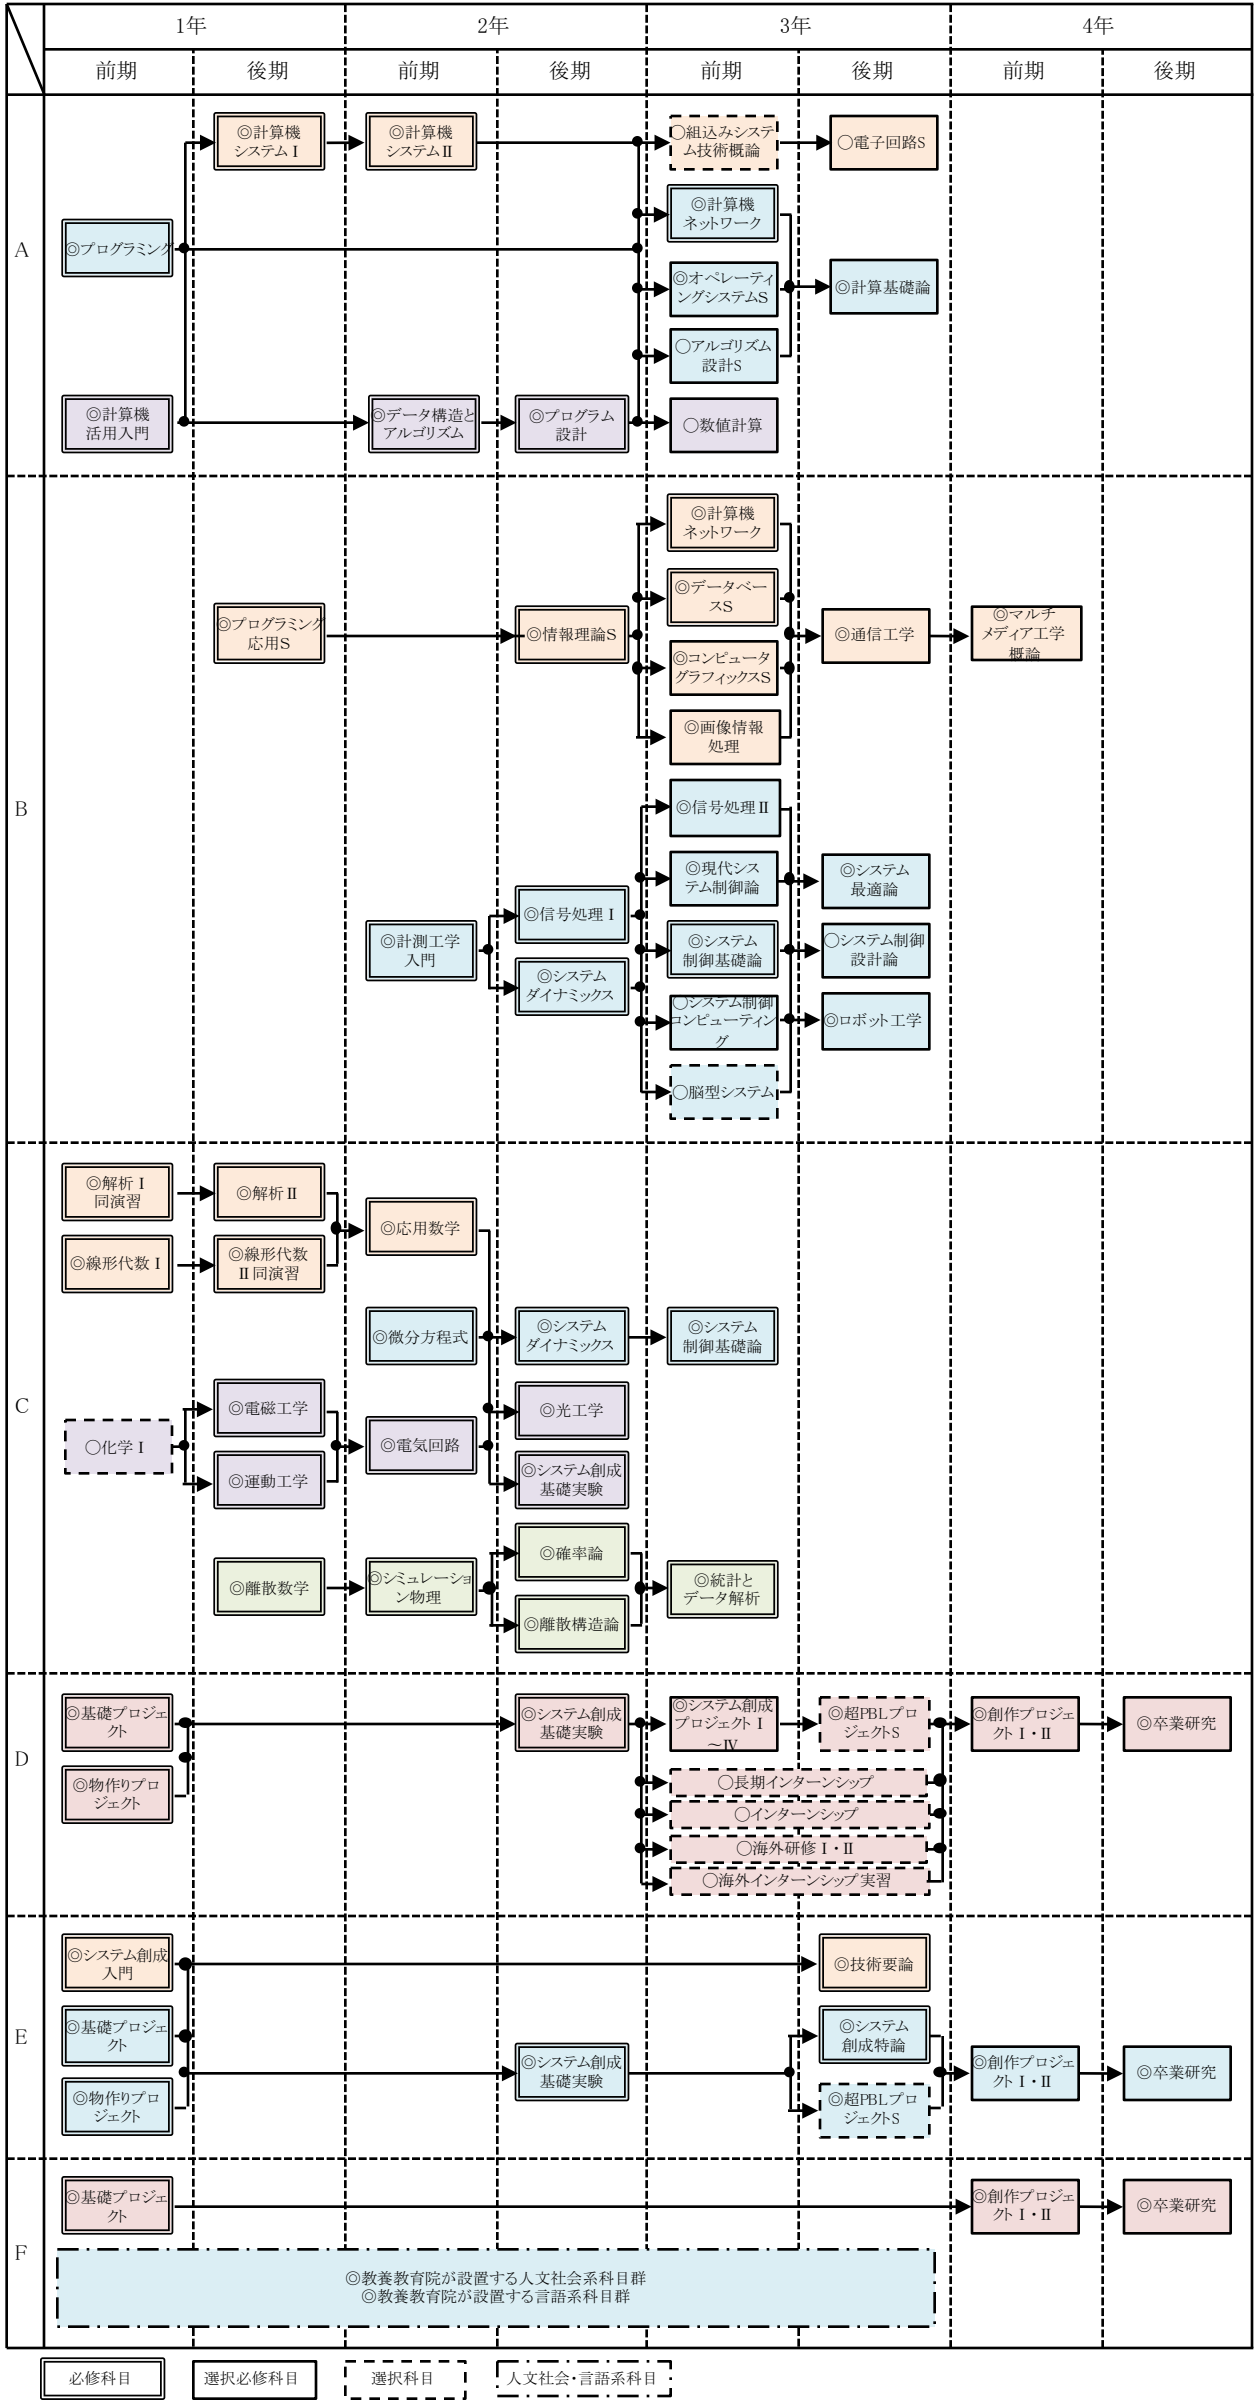 1年
2年
3年
4年
前期
後期
前期
後期
前期
後期
前期
後期
A
◎計算機
システムⅠ
◎計算機
システムⅡ
○組込みシステ
ム技術概論
○電子回路S
◎計算機
ネットワーク
◎プログラミング
◎オペレーティ
ングシステムS
◎計算基礎論
○アルゴリズム
設計S
◎計算機
活用入門
◎データ構造と
アルゴリズム
◎プログラム
設計
○数値計算
B
◎計算機
ネットワーク
◎データベー
スS
◎プログラミング
応用S
◎情報理論S
◎コンピュータ
グラフィックスS
◎通信工学
◎マルチ
メディア工学
概論
◎画像情報
処理
◎信号処理Ⅱ
◎現代シス
テム制御論
◎システム
最適論
◎信号処理Ⅰ
◎計測工学
入門
◎システム
制御基礎論
○システム制御
設計論
◎システム
ダイナミックス
○システム制御
コンピューティン
グ
◎ロボット工学
○脳型システム
C
◎解析Ⅰ
同演習
◎解析Ⅱ
◎応用数学
◎線形代数Ⅰ
◎線形代数
Ⅱ同演習
◎微分方程式
◎システム
ダイナミックス
◎システム
制御基礎論
○化学Ⅰ
◎電磁工学
◎運動工学
◎電気回路
◎光工学
◎システム創成
基礎実験
◎離散数学
◎シミュレーショ
ン物理
◎確率論
◎離散構造論
◎統計と
データ解析
D
◎基礎プロジェ
クト
◎物作りプロ
ジェクト
◎システム創成
基礎実験
◎システム創成
プロジェクトⅠ
～Ⅳ
◎超PBLプロ
ジェクトS
◎創作プロジェ
クトⅠ・Ⅱ
◎卒業研究
○長期インターンシップ
○インターンシップ
○海外研修Ⅰ・Ⅱ
○海外インターンシップ実習
E
◎システム創成
入門
◎技術要論
◎基礎プロジェ
クト
◎システム
創成特論
◎物作りプロ
ジェクト
◎システム創成
基礎実験
◎超PBLプロ
ジェクトS
◎創作プロジェ
クトⅠ・Ⅱ
◎卒業研究
F
◎基礎プロジェ
クト
◎創作プロジェ
クトⅠ・Ⅱ
◎卒業研究
◎教養教育院が設置する人文社会系科目群
◎教養教育院が設置する言語系科目群
必修科目
選択必修科目
選択科目
人文社会・言語系科目